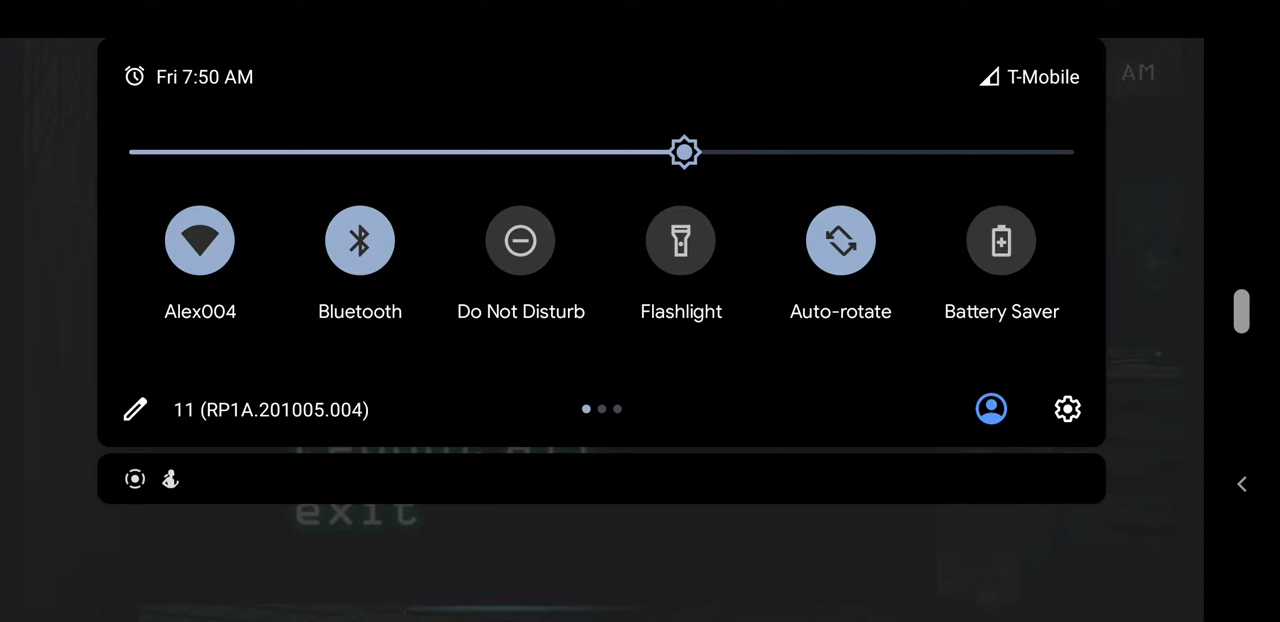 Fri 7:50 AM
T-Mobile
AM
Alex004
Bluetooth
Do Not Disturb
Flashlight
Auto-rotate
Battery Saver
11 (RP1A.201005.004)
exit